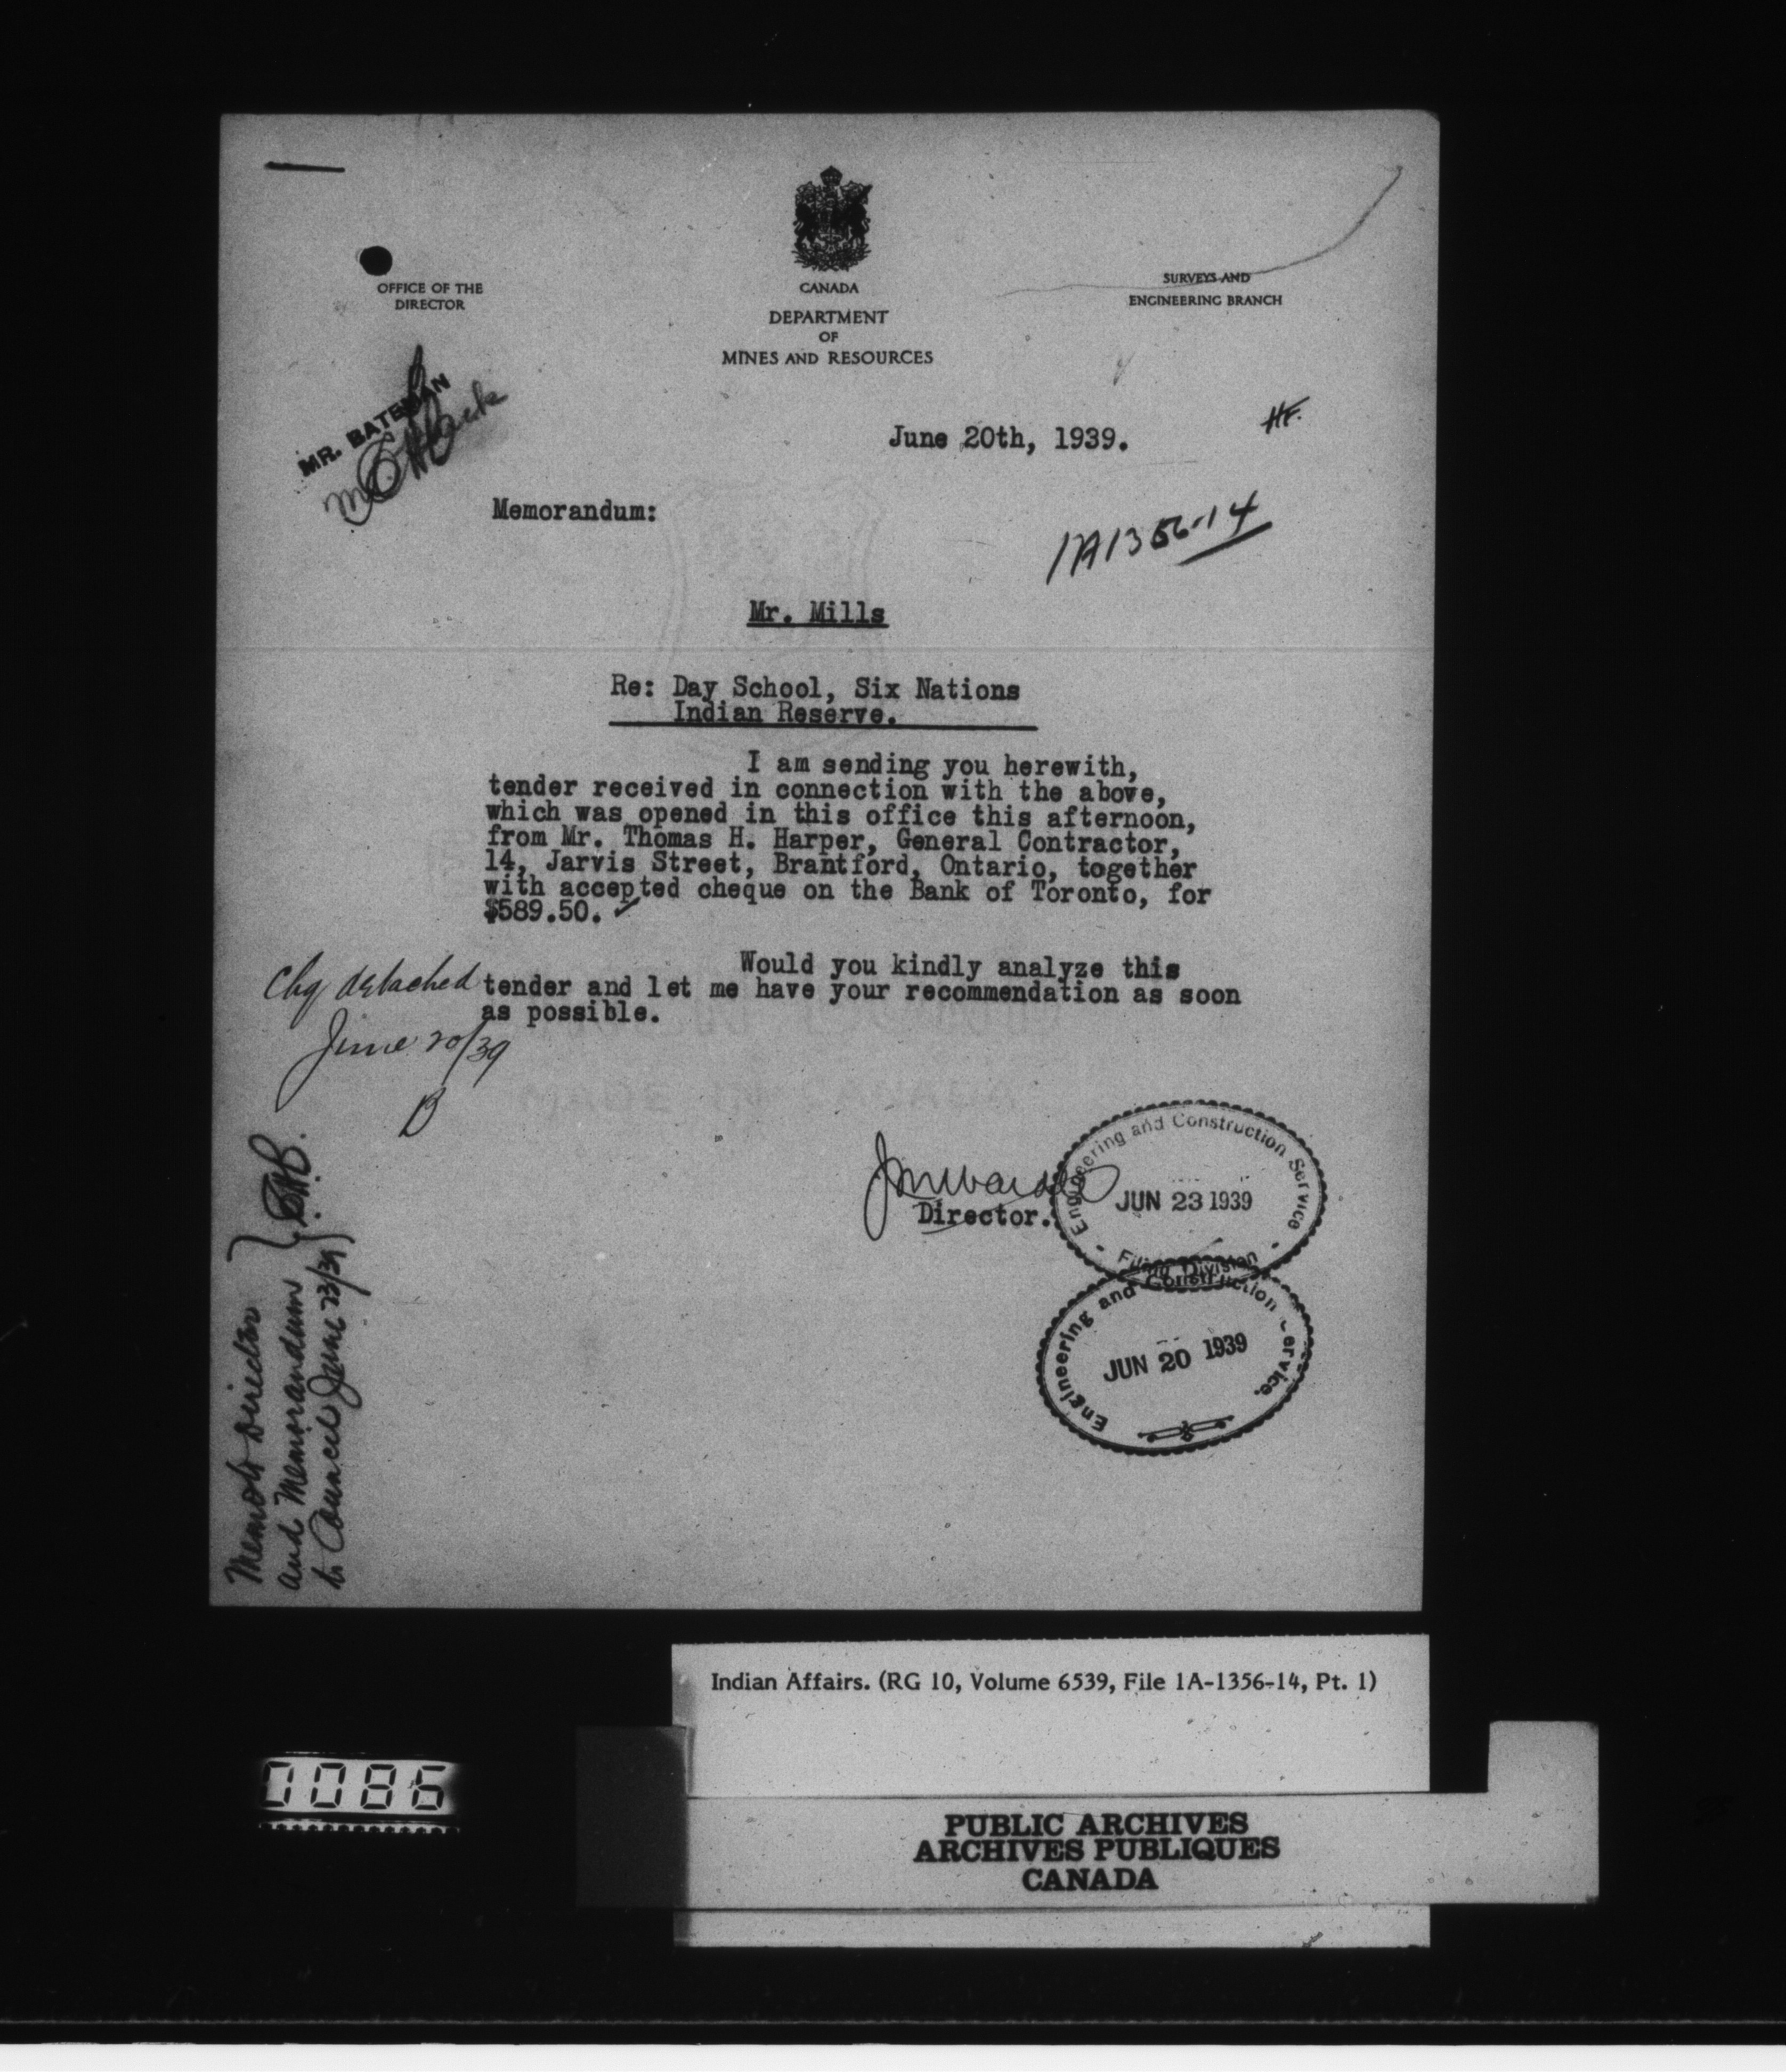 OFFICE OF THE
DIRECTOR
CANADA
DEPARTMENT
OF
MINES AND RESOURCES
SURVEYS AND
ENGINEERING BRANCH
MR. BATEMAN
June 20th, 1939.
HF.
Memorandum:
1A1356-14
Mr. Mills
Re: Day School, Six Nations
Indian Reserve.
I am sending you herewith,
tender received in connection with the above,
which was opened in this office this afternoon,
from Mr. Thomas H. Harper, General Contractor,
14, Jarvis Street, Brantford, Ontario, together
with accepted cheque on the Bank of Toronto, for
$589.50. ✓
Would you kindly analyze this
tender and let me have your recommendation as soon
as possible.
Chq detached
June 20/39
B
Director.
Engineering and Construction Service
JUN 23 1939
Filing Division
Engineering and Construction Service.
JUN 20 1939
Memo to Director
and Memorandum
to Council June 23/39
MADE IN CANADA
Indian Affairs. (RG 10, Volume 6539, File 1A-1356-14, Pt. 1)
0086
PUBLIC ARCHIVES
ARCHIVES PUBLIQUES
CANADA